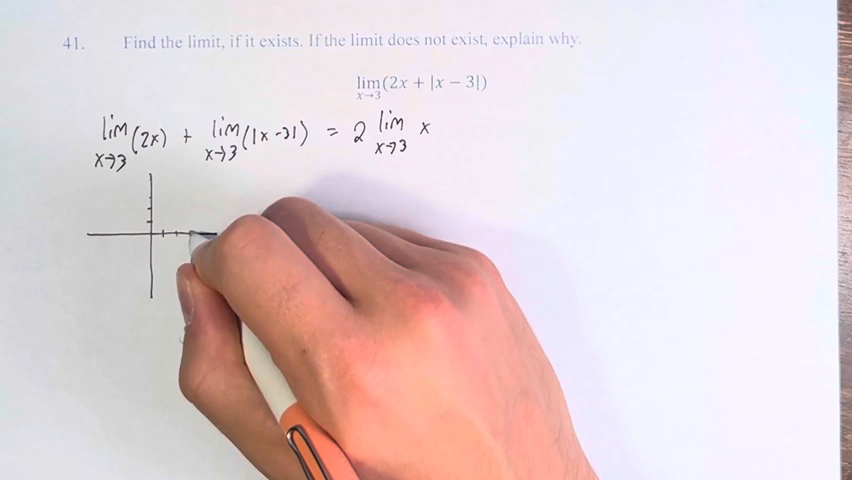 41. Find the limit, if it exists. If the limit does not exist, explain why.
lim x→3 (2x + |x − 3|)
lim x→3 (2x) + lim x→3 (|x - 3|) = 2 lim x→3 x